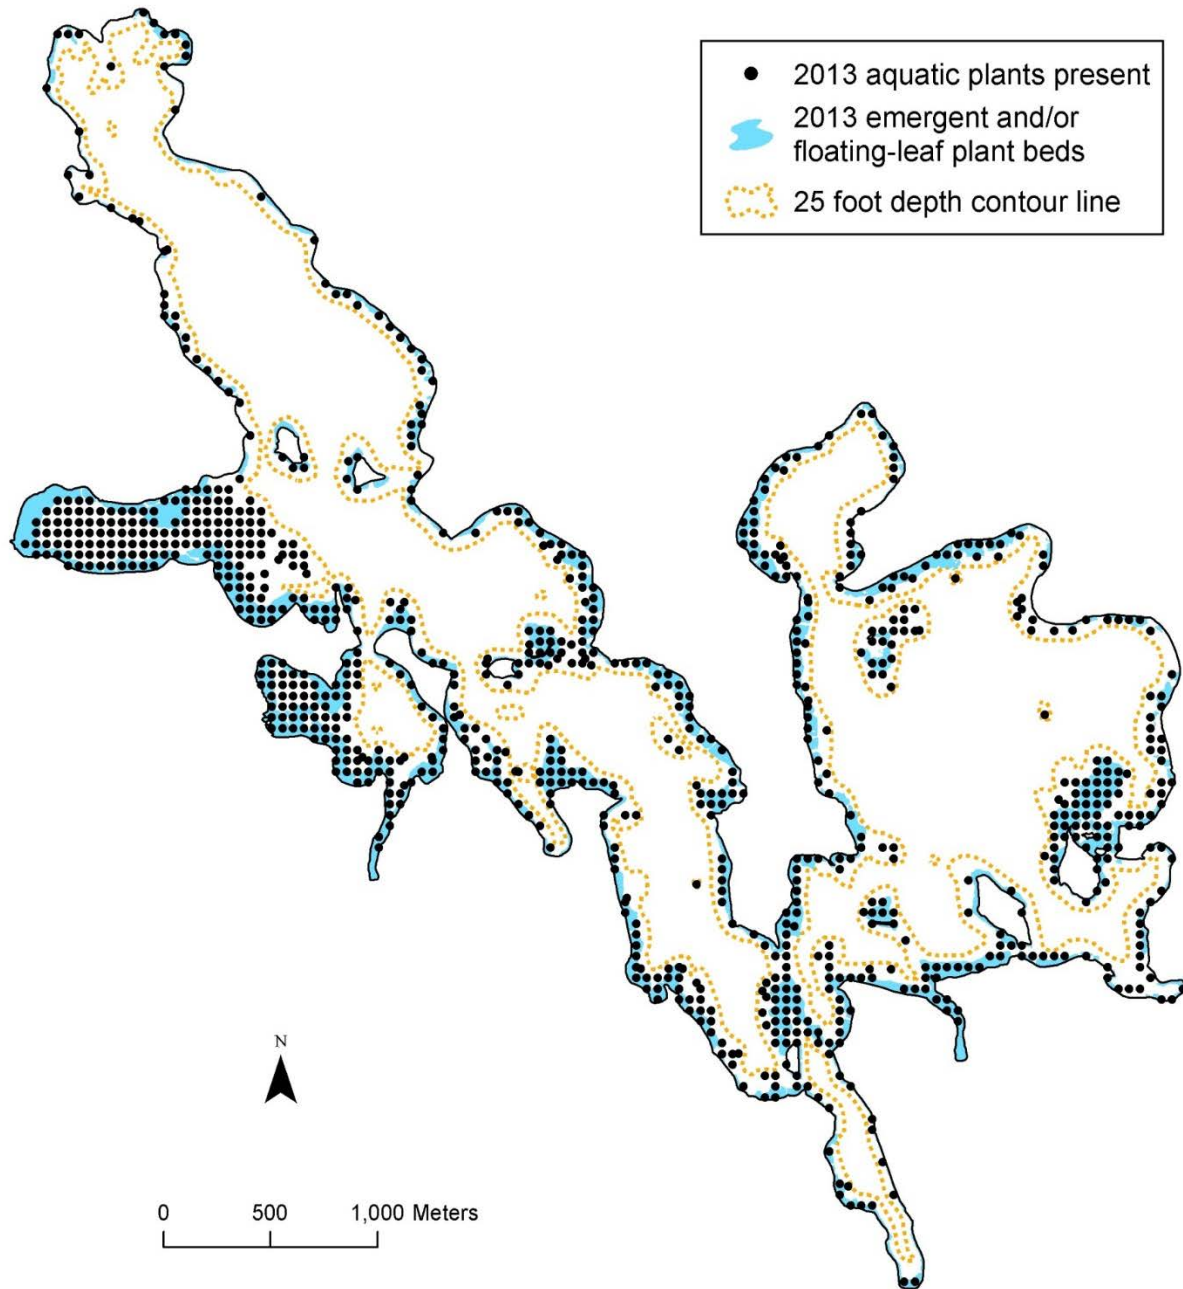 2013 aquatic plants present
2013 emergent and/or
floating-leaf plant beds
25 foot depth contour line
N
0 500 1,000 Meters